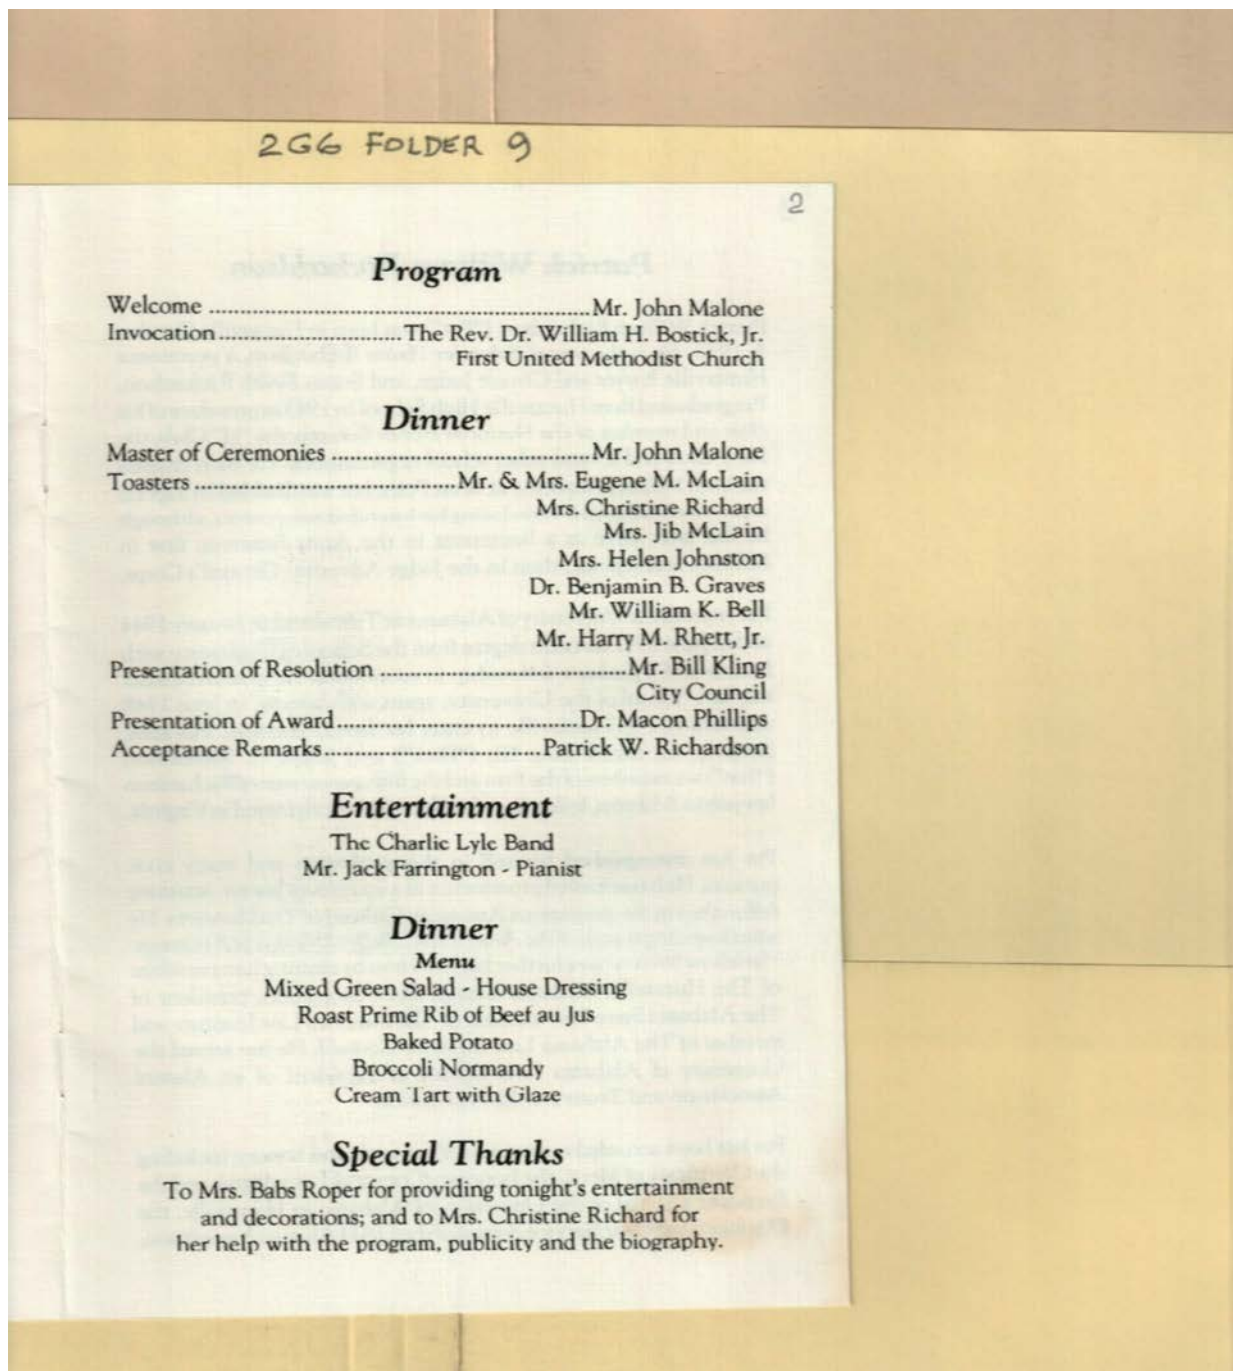 2G6 FOLDER 9
2
Program
Welcome ............................................................. Mr. John Malone
Invocation ............................. The Rev. Dr. William H. Bostick, Jr.
First United Methodist Church
Dinner
Master of Ceremonies .......................................... Mr. John Malone
Toasters .......................................... Mr. & Mrs. Eugene M. McLain
Mrs. Christine Richard
Mrs. Jib McLain
Mrs. Helen Johnston
Dr. Benjamin B. Graves
Mr. William K. Bell
Mr. Harry M. Rhett, Jr.
Presentation of Resolution ........................................ Mr. Bill Kling
City Council
Presentation of Award ....................................... Dr. Macon Phillips
Acceptance Remarks ................................... Patrick W. Richardson
Entertainment
The Charlie Lyle Band
Mr. Jack Farrington - Pianist
Dinner
Menu
Mixed Green Salad - House Dressing
Roast Prime Rib of Beef au Jus
Baked Potato
Broccoli Normandy
Cream Tart with Glaze
Special Thanks
To Mrs. Babs Roper for providing tonight's entertainment
and decorations; and to Mrs. Christine Richard for
her help with the program, publicity and the biography.